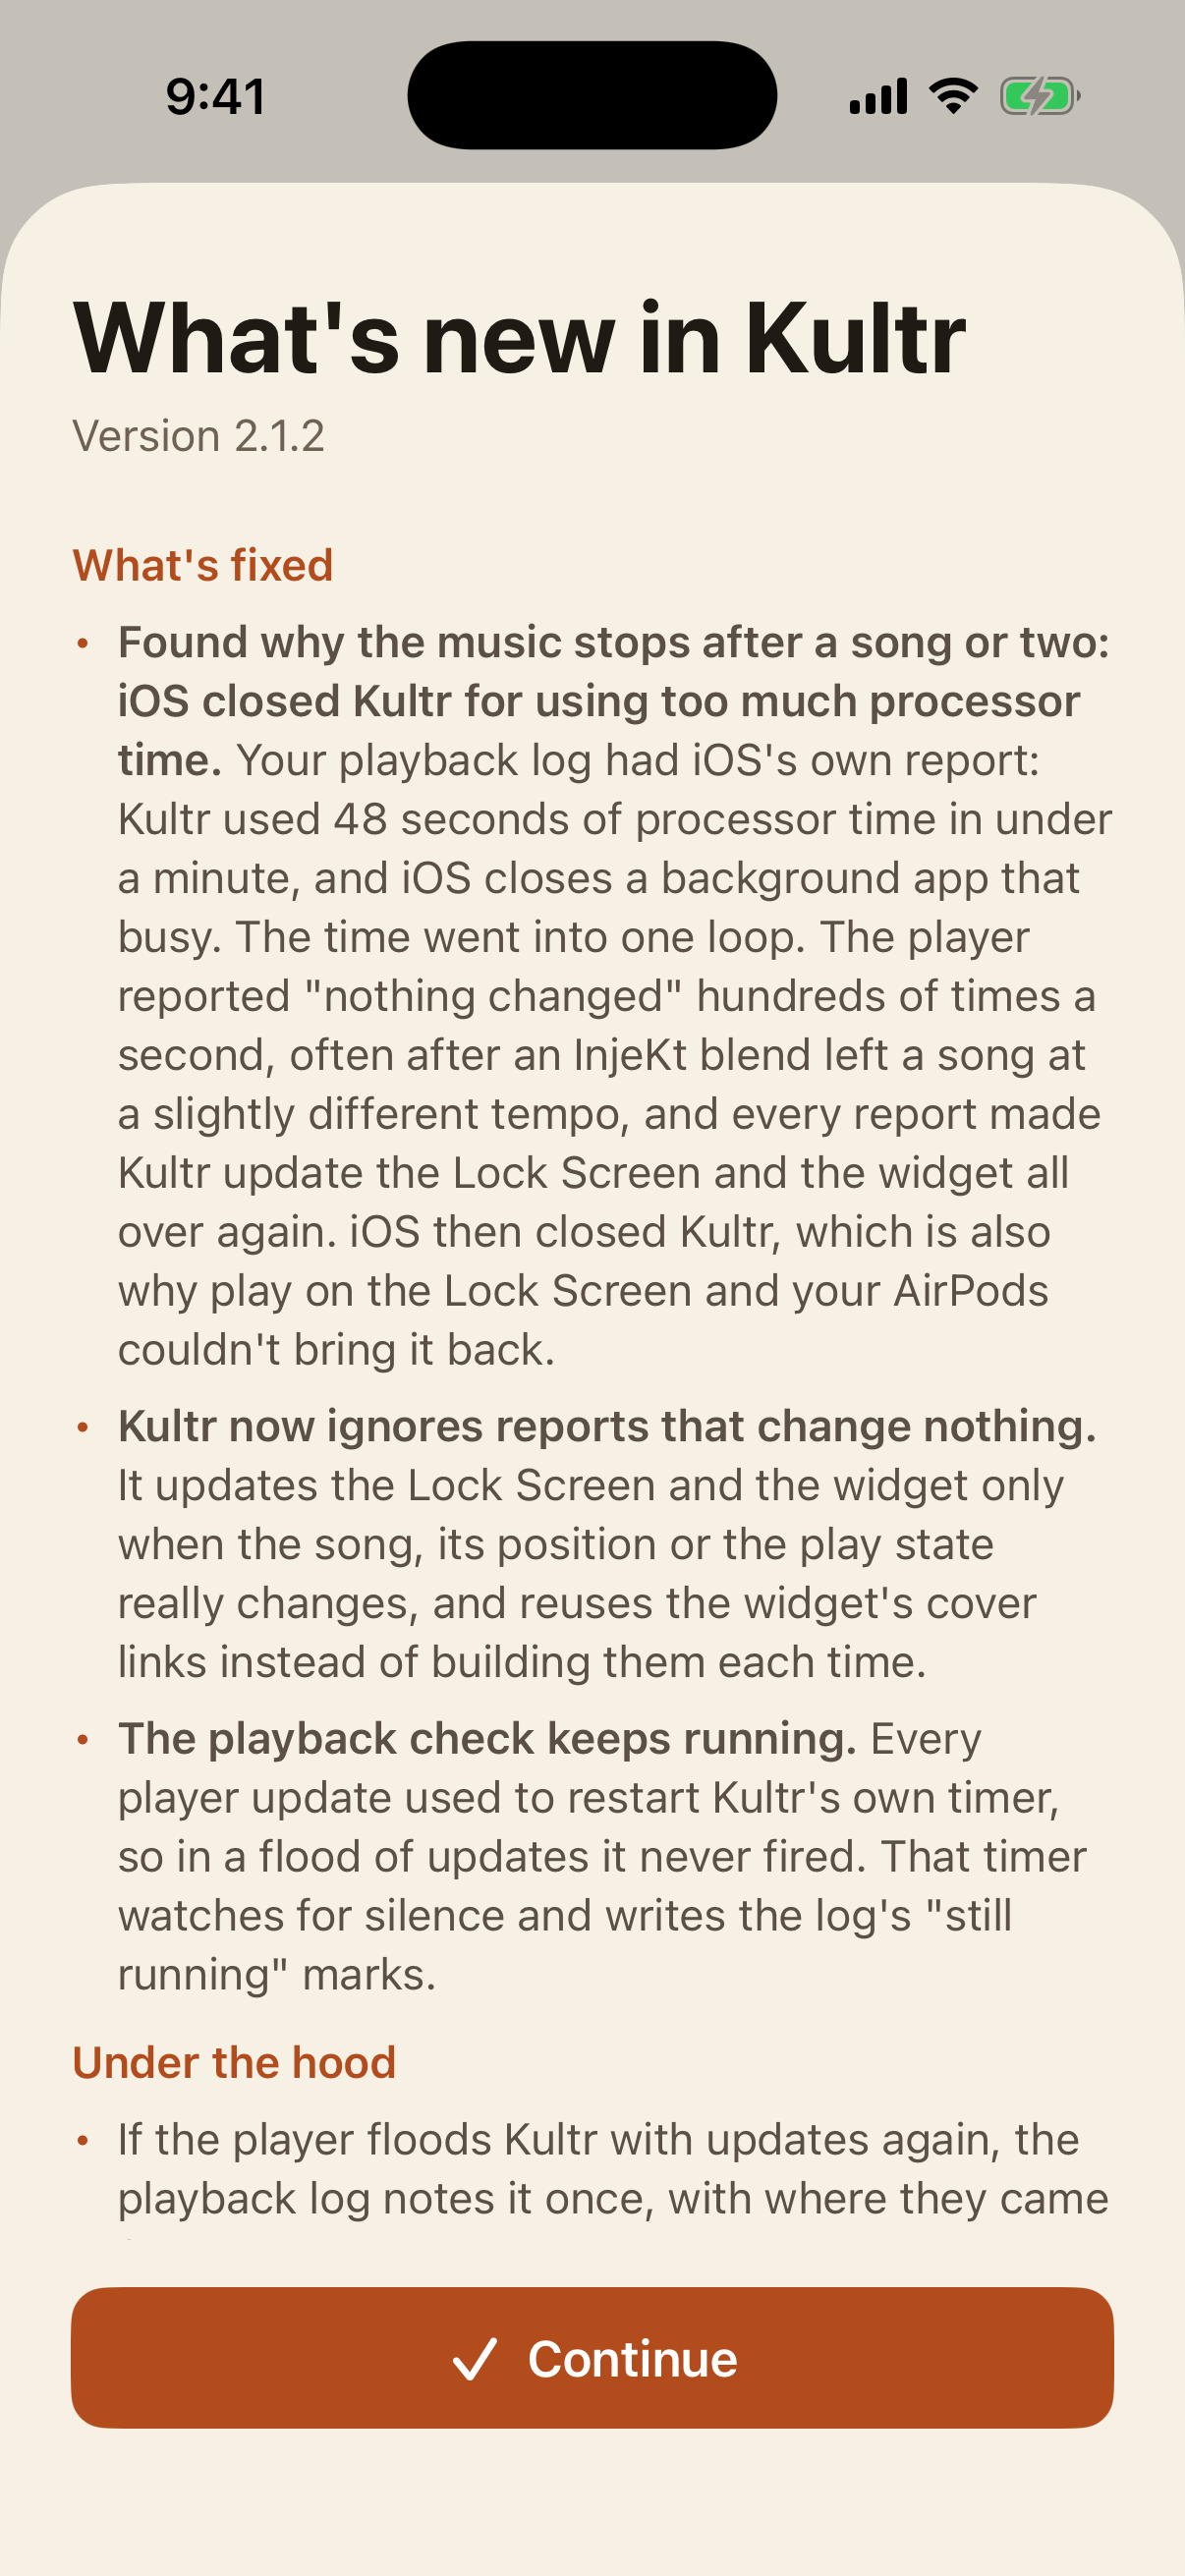 9:41
What's new in Kultr
Version 2.1.2
What's fixed
• Found why the music stops after a song or two:
iOS closed Kultr for using too much processor
time. Your playback log had iOS's own report:
Kultr used 48 seconds of processor time in under
a minute, and iOS closes a background app that
busy. The time went into one loop. The player
reported "nothing changed" hundreds of times a
second, often after an InjeKt blend left a song at
a slightly different tempo, and every report made
Kultr update the Lock Screen and the widget all
over again. iOS then closed Kultr, which is also
why play on the Lock Screen and your AirPods
couldn't bring it back.
• Kultr now ignores reports that change nothing.
It updates the Lock Screen and the widget only
when the song, its position or the play state
really changes, and reuses the widget's cover
links instead of building them each time.
• The playback check keeps running. Every
player update used to restart Kultr's own timer,
so in a flood of updates it never fired. That timer
watches for silence and writes the log's "still
running" marks.
Under the hood
• If the player floods Kultr with updates again, the
playback log notes it once, with where they came
Continue